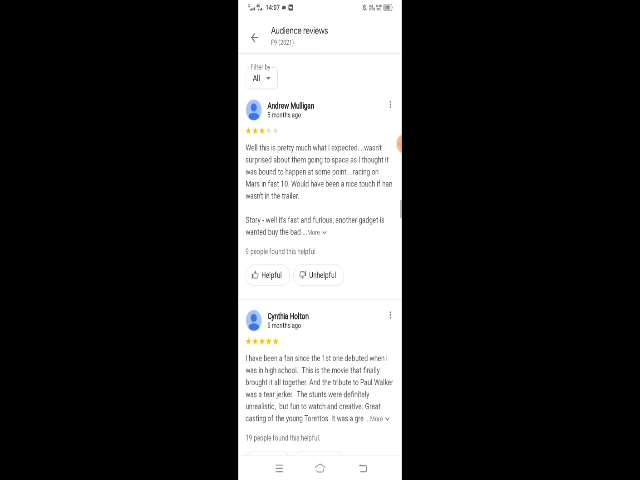 14:07
Audience reviews
F9 (2021)
Filter by
All
Andrew Mulligan
5 months ago
Well this is pretty much what I expected....wasn't
surprised about them going to space as I thought it
was bound to happen at some point... racing on
Mars in fast 10. Would have been a nice touch if han
wasn't in the trailer.
Story - well it's fast and furious, another gadget is
wanted buy the bad ...More
9 people found this helpful.
Helpful
Unhelpful
Cynthia Holton
5 months ago
I have been a fan since the 1st one debuted when I
was in high school. This is the movie that finally
brought it all together. And the tribute to Paul Walker
was a tear jerker. The stunts were definitely
unrealistic, but fun to watch and creative. Great
casting of the young Torettos. It was a gre ...More
19 people found this helpful.